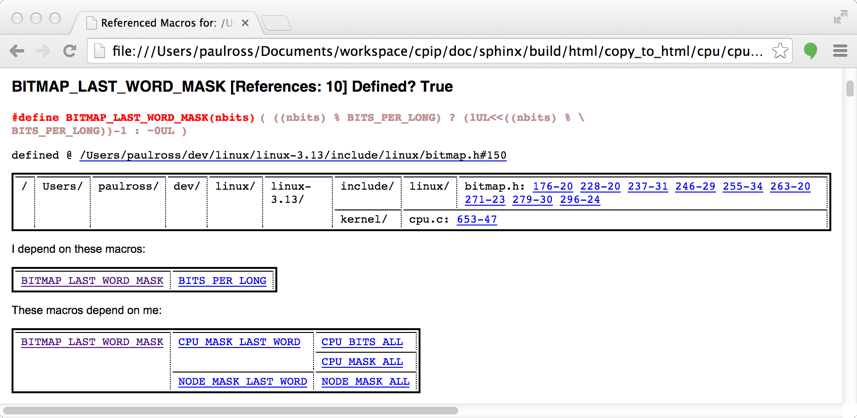 Referenced Macros for: /U
file:///Users/paulross/Documents/workspace/cpip/doc/sphinx/build/html/copy_to_html/cpu/cpu...
BITMAP_LAST_WORD_MASK [References: 10] Defined? True
#define BITMAP_LAST_WORD_MASK(nbits) ( ((nbits) % BITS_PER_LONG) ? (1UL<<((nbits) % \
BITS_PER_LONG))-1 : ~0UL )
defined @ /Users/paulross/dev/linux/linux-3.13/include/linux/bitmap.h#150
/ Users/ paulross/ dev/ linux/ linux- include/ linux/ bitmap.h: 176-20 228-20 237-31 246-29 255-34 263-20
3.13/ 271-23 279-30 296-24
kernel/ cpu.c: 653-47
I depend on these macros:
BITMAP_LAST_WORD_MASK BITS_PER_LONG
These macros depend on me:
BITMAP_LAST_WORD_MASK CPU_MASK_LAST_WORD CPU_BITS_ALL
CPU_MASK_ALL
NODE_MASK_LAST_WORD NODE_MASK_ALL